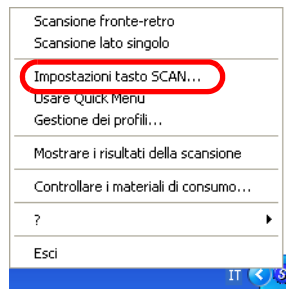 Scansione fronte-retro
Scansione lato singolo
Impostazioni tasto SCAN...
Usare Quick Menu
Gestione dei profili...
Mostrare i risultati della scansione
Controllare i materiali di consumo...
?
Esci
IT
S